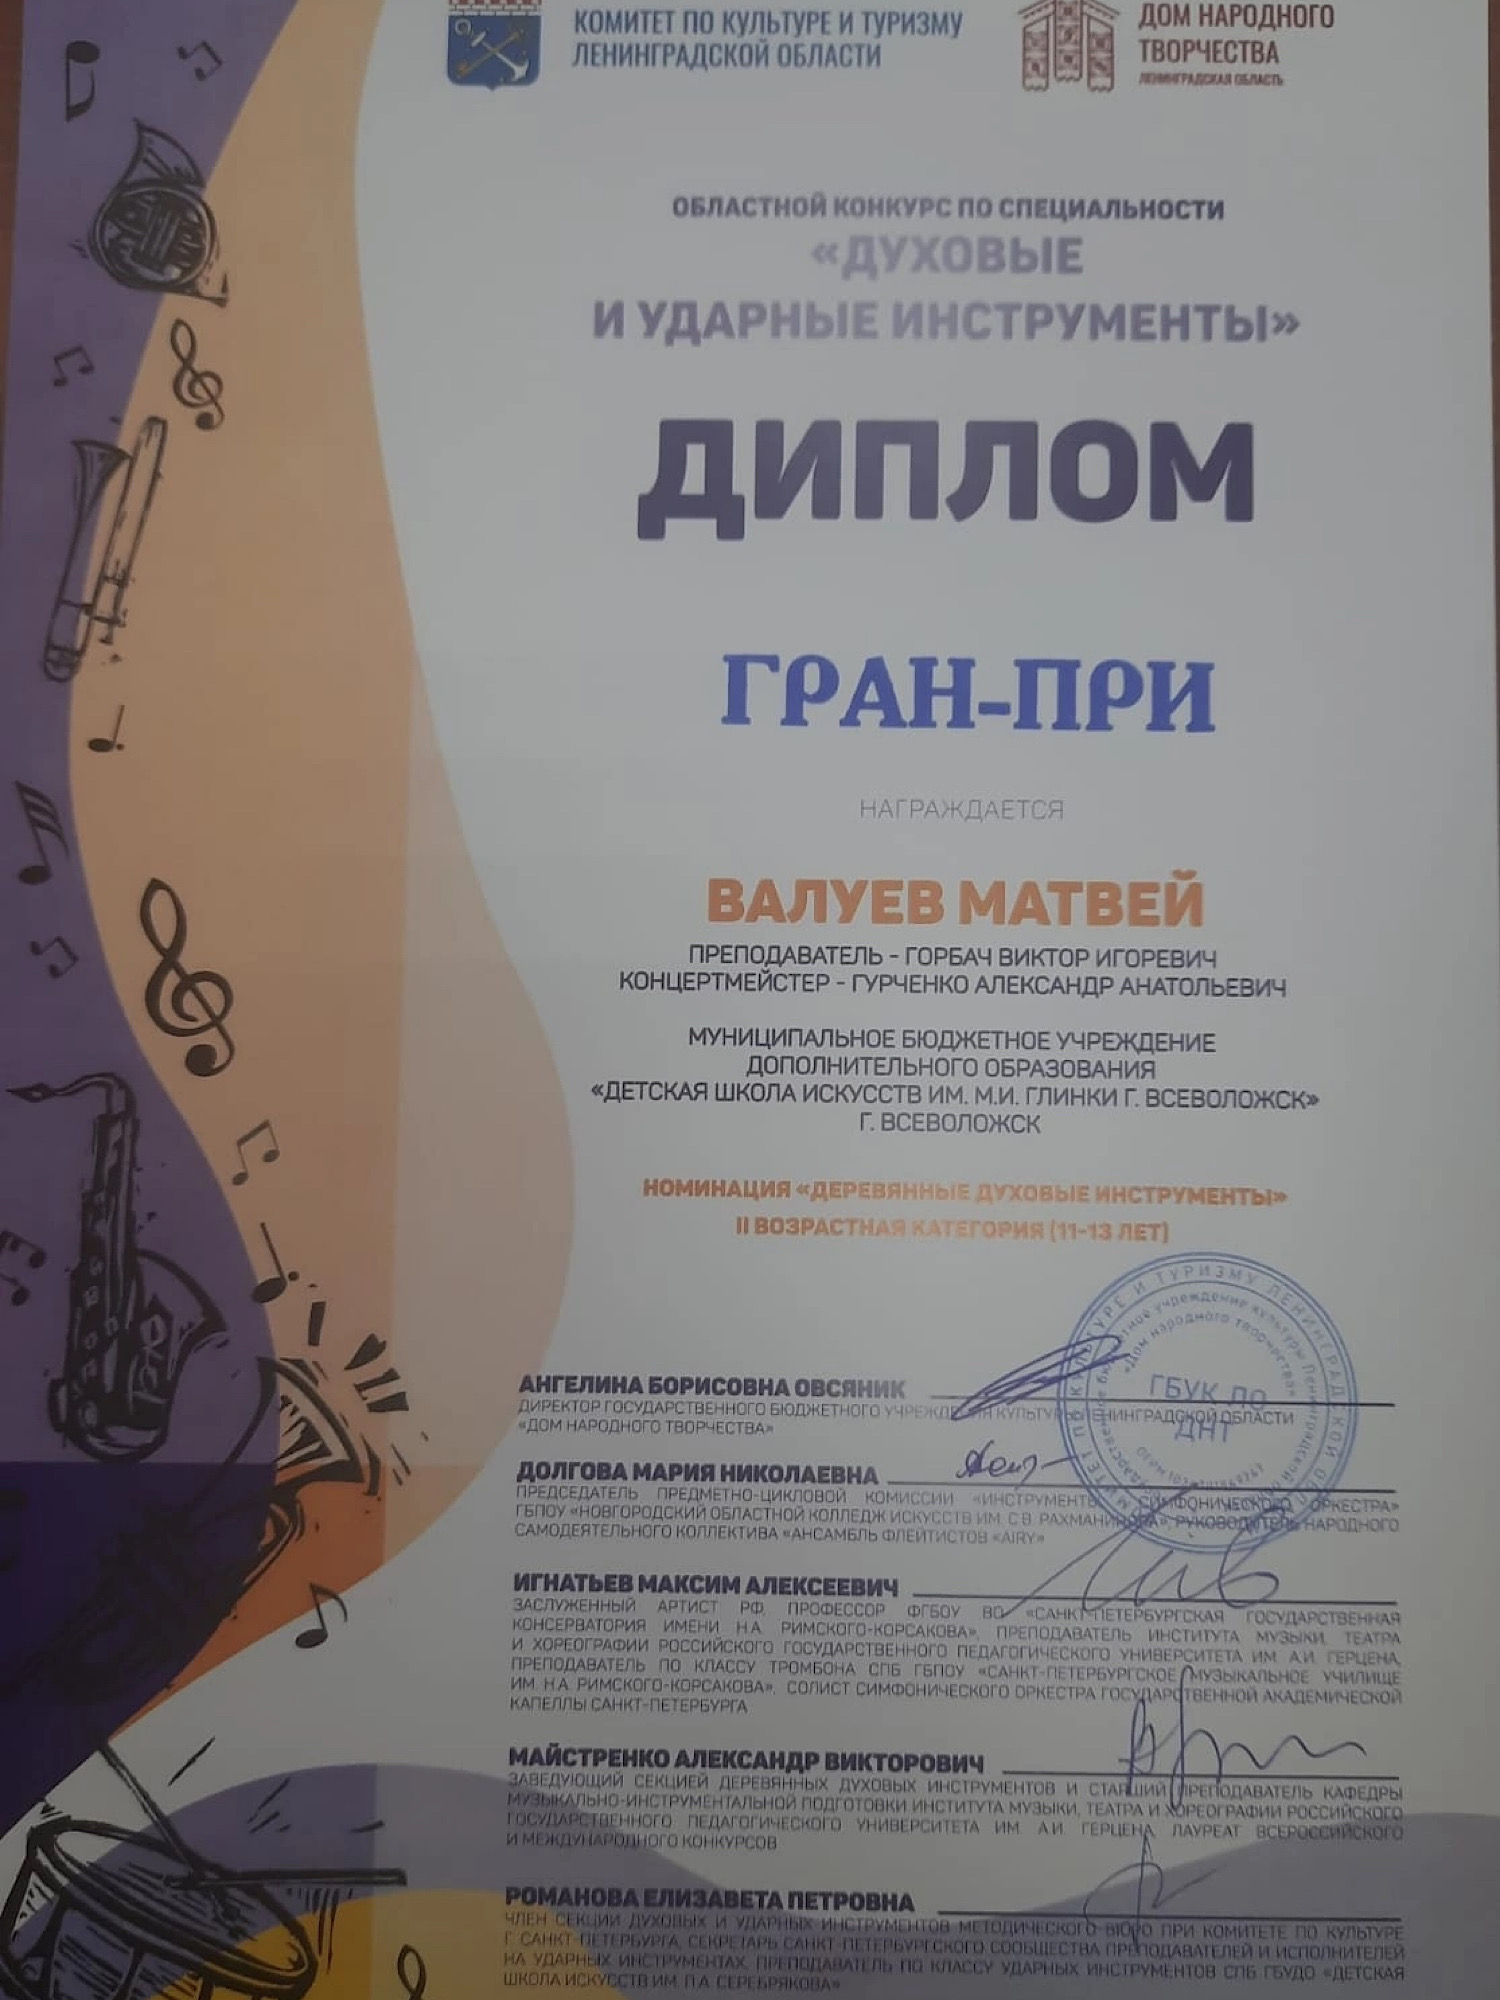 КОМИТЕТ ПО КУЛЬТУРЕ И ТУРИЗМУ
ЛЕНИНГРАДСКОЙ ОБЛАСТИ
ДОМ НАРОДНОГО
ТВОРЧЕСТВА
ЛЕНИНГРАДСКАЯ ОБЛАСТЬ
ОБЛАСТНОЙ КОНКУРС ПО СПЕЦИАЛЬНОСТИ
«ДУХОВЫЕ
И УДАРНЫЕ ИНСТРУМЕНТЫ»
ДИПЛОМ
ГРАН-ПРИ
НАГРАЖДАЕТСЯ
ВАЛУЕВ МАТВЕЙ
ПРЕПОДАВАТЕЛЬ - ГОРБАЧ ВИКТОР ИГОРЕВИЧ
КОНЦЕРТМЕЙСТЕР - ГУРЧЕНКО АЛЕКСАНДР АНАТОЛЬЕВИЧ
МУНИЦИПАЛЬНОЕ БЮДЖЕТНОЕ УЧРЕЖДЕНИЕ
ДОПОЛНИТЕЛЬНОГО ОБРАЗОВАНИЯ
«ДЕТСКАЯ ШКОЛА ИСКУССТВ ИМ. М.И. ГЛИНКИ Г. ВСЕВОЛОЖСК»
Г. ВСЕВОЛОЖСК
НОМИНАЦИЯ «ДЕРЕВЯННЫЕ ДУХОВЫЕ ИНСТРУМЕНТЫ»
II ВОЗРАСТНАЯ КАТЕГОРИЯ (11-13 ЛЕТ)
ГБУК ЛО
ДНТ
АНГЕЛИНА БОРИСОВНА ОВСЯНИК
ДИРЕКТОР ГОСУДАРСТВЕННОГО БЮДЖЕТНОГО УЧРЕЖДЕНИЯ КУЛЬТУРЫ ЛЕНИНГРАДСКОЙ ОБЛАСТИ
«ДОМ НАРОДНОГО ТВОРЧЕСТВА»
ДОЛГОВА МАРИЯ НИКОЛАЕВНА
ПРЕДСЕДАТЕЛЬ ПРЕДМЕТНО-ЦИКЛОВОЙ КОМИССИИ «ИНСТРУМЕНТЫ СИМФОНИЧЕСКОГО ОРКЕСТРА»
ГБПОУ «НОВГОРОДСКИЙ ОБЛАСТНОЙ КОЛЛЕДЖ ИСКУССТВ ИМ. С.В. РАХМАНИНОВА», РУКОВОДИТЕЛЬ НАРОДНОГО
САМОДЕЯТЕЛЬНОГО КОЛЛЕКТИВА «АНСАМБЛЬ ФЛЕЙТИСТОВ «AIRY»
ИГНАТЬЕВ МАКСИМ АЛЕКСЕЕВИЧ
ЗАСЛУЖЕННЫЙ АРТИСТ РФ, ПРОФЕССОР ФГБОУ ВО «САНКТ-ПЕТЕРБУРГСКАЯ ГОСУДАРСТВЕННАЯ
КОНСЕРВАТОРИЯ ИМЕНИ Н.А. РИМСКОГО-КОРСАКОВА», ПРЕПОДАВАТЕЛЬ ИНСТИТУТА МУЗЫКИ, ТЕАТРА
И ХОРЕОГРАФИИ РОССИЙСКОГО ГОСУДАРСТВЕННОГО ПЕДАГОГИЧЕСКОГО УНИВЕРСИТЕТА ИМ. А.И. ГЕРЦЕНА,
ПРЕПОДАВАТЕЛЬ ПО КЛАССУ ТРОМБОНА СПБ ГБПОУ «САНКТ-ПЕТЕРБУРГСКОЕ МУЗЫКАЛЬНОЕ УЧИЛИЩЕ
ИМ. Н.А. РИМСКОГО-КОРСАКОВА», СОЛИСТ СИМФОНИЧЕСКОГО ОРКЕСТРА ГОСУДАРСТВЕННОЙ АКАДЕМИЧЕСКОЙ
КАПЕЛЛЫ САНКТ-ПЕТЕРБУРГА
МАЙСТРЕНКО АЛЕКСАНДР ВИКТОРОВИЧ
ЗАВЕДУЮЩИЙ СЕКЦИЕЙ ДЕРЕВЯННЫХ ДУХОВЫХ ИНСТРУМЕНТОВ И СТАРШИЙ ПРЕПОДАВАТЕЛЬ КАФЕДРЫ
МУЗЫКАЛЬНО-ИНСТРУМЕНТАЛЬНОЙ ПОДГОТОВКИ ИНСТИТУТА МУЗЫКИ, ТЕАТРА И ХОРЕОГРАФИИ РОССИЙСКОГО
ГОСУДАРСТВЕННОГО ПЕДАГОГИЧЕСКОГО УНИВЕРСИТЕТА ИМ. А.И. ГЕРЦЕНА, ЛАУРЕАТ ВСЕРОССИЙСКОГО
И МЕЖДУНАРОДНОГО КОНКУРСОВ
РОМАНОВА ЕЛИЗАВЕТА ПЕТРОВНА
ЧЛЕН СЕКЦИИ ДУХОВЫХ И УДАРНЫХ ИНСТРУМЕНТОВ МЕТОДИЧЕСКОГО БЮРО ПРИ КОМИТЕТЕ ПО КУЛЬТУРЕ
Г. САНКТ-ПЕТЕРБУРГА, СЕКРЕТАРЬ САНКТ-ПЕТЕРБУРГСКОГО СООБЩЕСТВА ПРЕПОДАВАТЕЛЕЙ И ИСПОЛНИТЕЛЕЙ
НА УДАРНЫХ ИНСТРУМЕНТАХ, ПРЕПОДАВАТЕЛЬ ПО КЛАССУ УДАРНЫХ ИНСТРУМЕНТОВ СПБ ГБУДО «ДЕТСКАЯ
ШКОЛА ИСКУССТВ ИМ. П.А. СЕРЕБРЯКОВА»